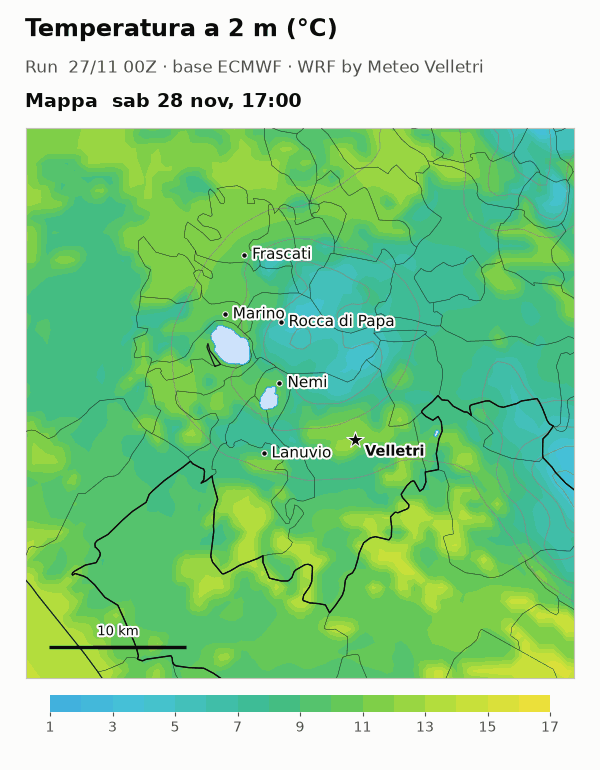 Temperatura a 2 m (°C)
Run 27/11 00Z · base ECMWF · WRF by Meteo Velletri
Mappa sab 28 nov, 17:00
Frascati
Marino
Rocca di Papa
Nemi
Velletri
Lanuvio
10 km
1 3 5 7 9 11 13 15 17